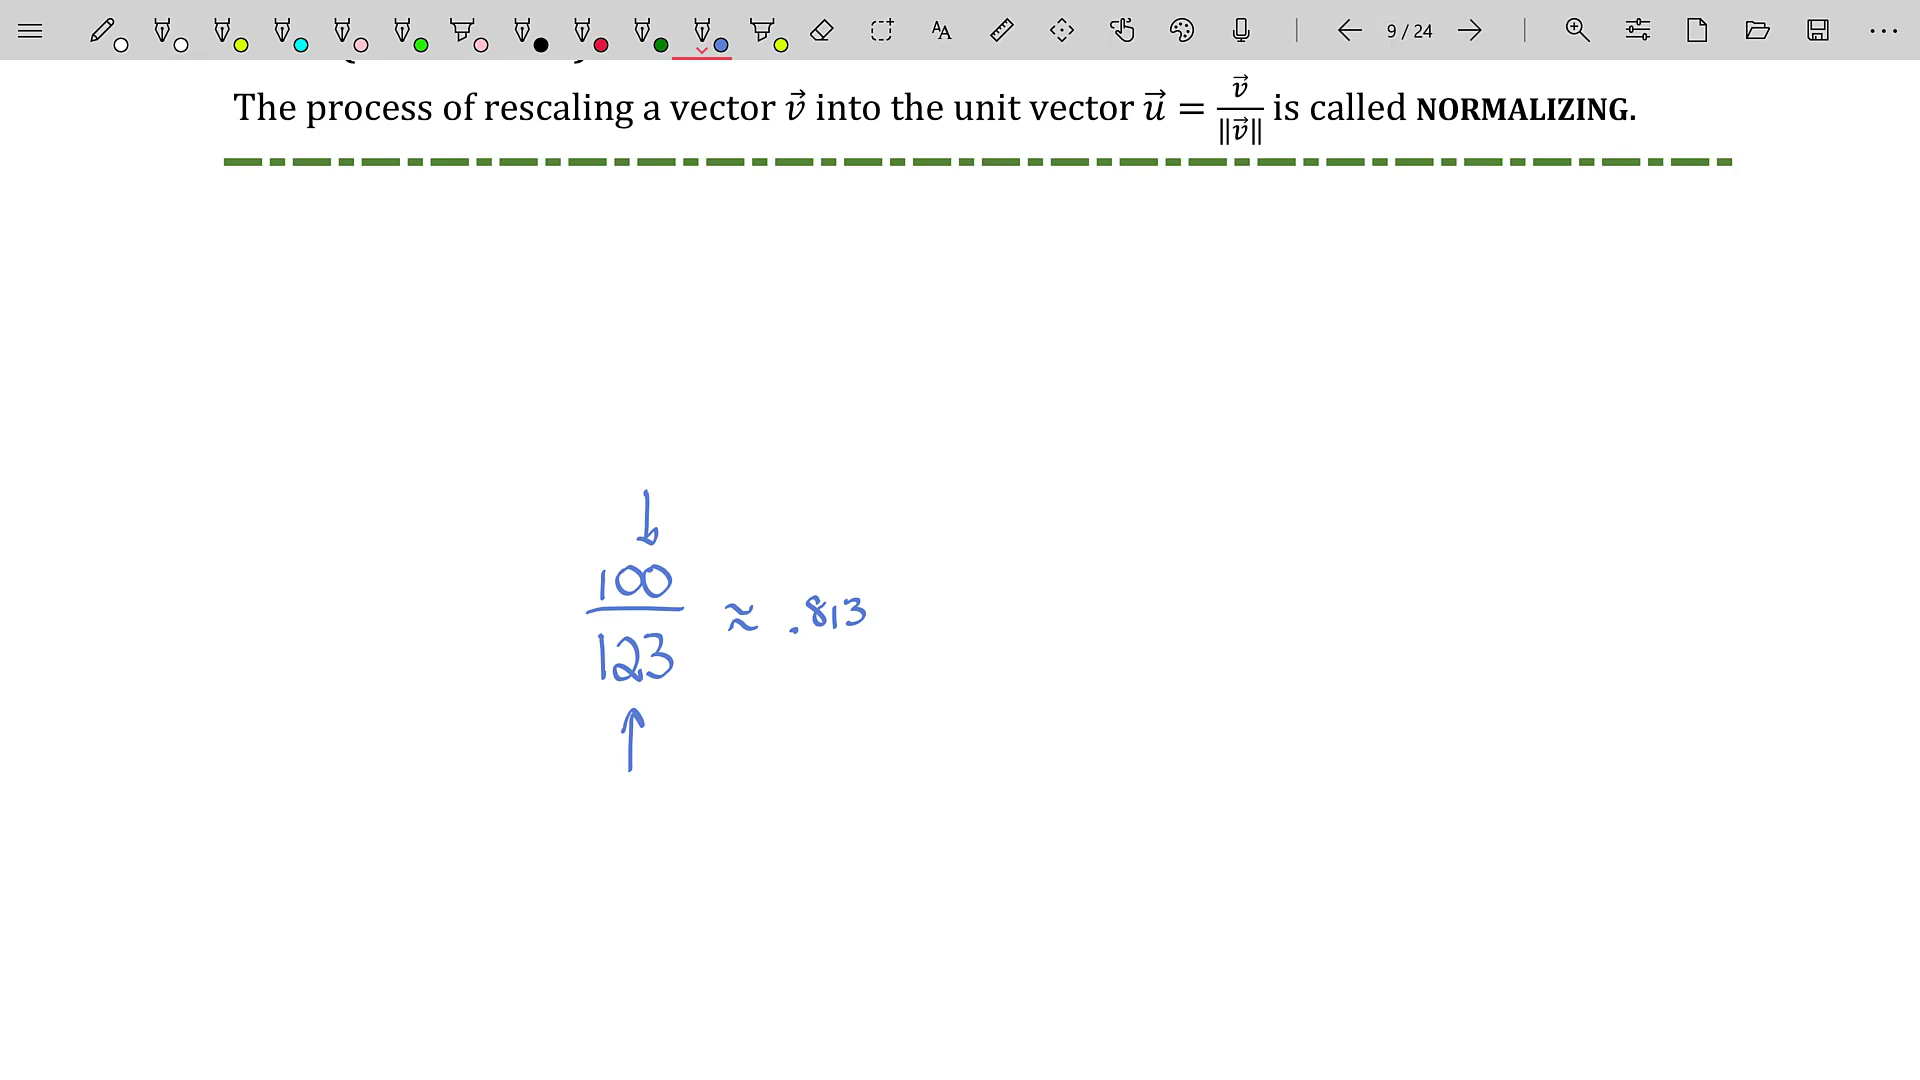 9 / 24
The process of rescaling a vector v⃗ into the unit vector u⃗ = v⃗ / ‖v⃗‖ is called NORMALIZING.
100
123
≈ .813